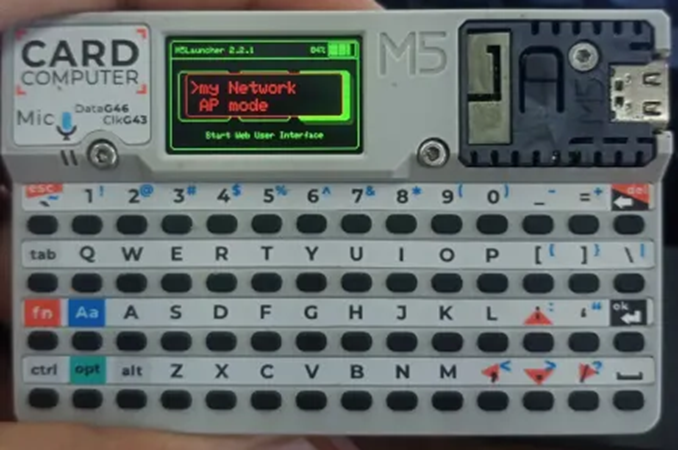 CARD
COMPUTER
Mic DataG46
ClkG43
M5Launcher 2.2.1 84%
>my Network
AP mode
Start Web User Interface
M5
esc ~ 1 ! 2 @ 3 # 4 $ 5 % 6 ^ 7 & 8 * 9 ( 0 ) _ - = + del
tab Q W E R T Y U I O P [ { ] } \ |
fn Aa A S D F G H J K L ; : ' " ok
ctrl opt alt Z X C V B N M , < . > / ?